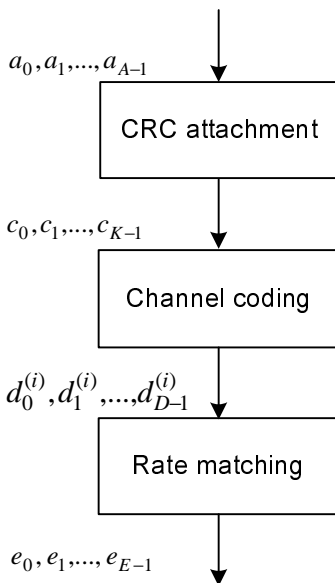 a_0, a_1,..., a_{A-1}
CRC attachment
c_0, c_1,..., c_{K-1}
Channel coding
d_0^{(i)}, d_1^{(i)},..., d_{D-1}^{(i)}
Rate matching
e_0, e_1,..., e_{E-1}